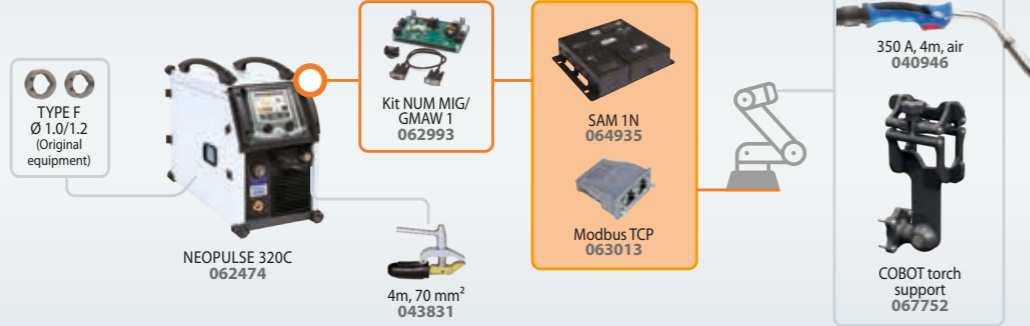 TYPE F
Ø 1.0/1.2
(Original
equipment)
NEOPULSE 320C
062474
4m, 70 mm²
043831
Kit NUM MIG/
GMAW 1
062993
SAM 1N
064935
Modbus TCP
063013
350 A, 4m, air
040946
COBOT torch
support
067752